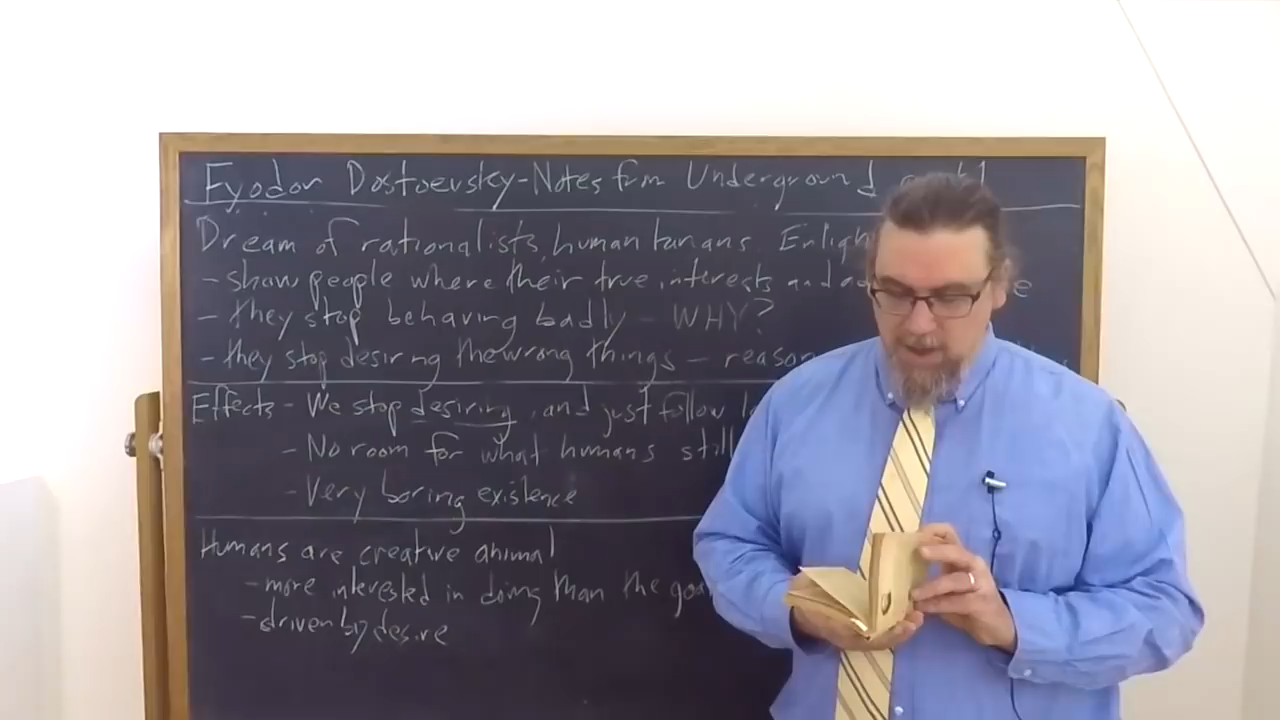 Fyodor Dostoevsky - Notes from Underground
Dream of rationalists, humanitarians, Enligh
- show people where their true interests and
- they stop behaving badly - WHY?
- they stop desiring the wrong things - reason
Effects - We stop desiring, and just follow
- No room for what humans still
- Very boring existence
Humans are creative animal
- more interested in doing than the goa
- driven by desire